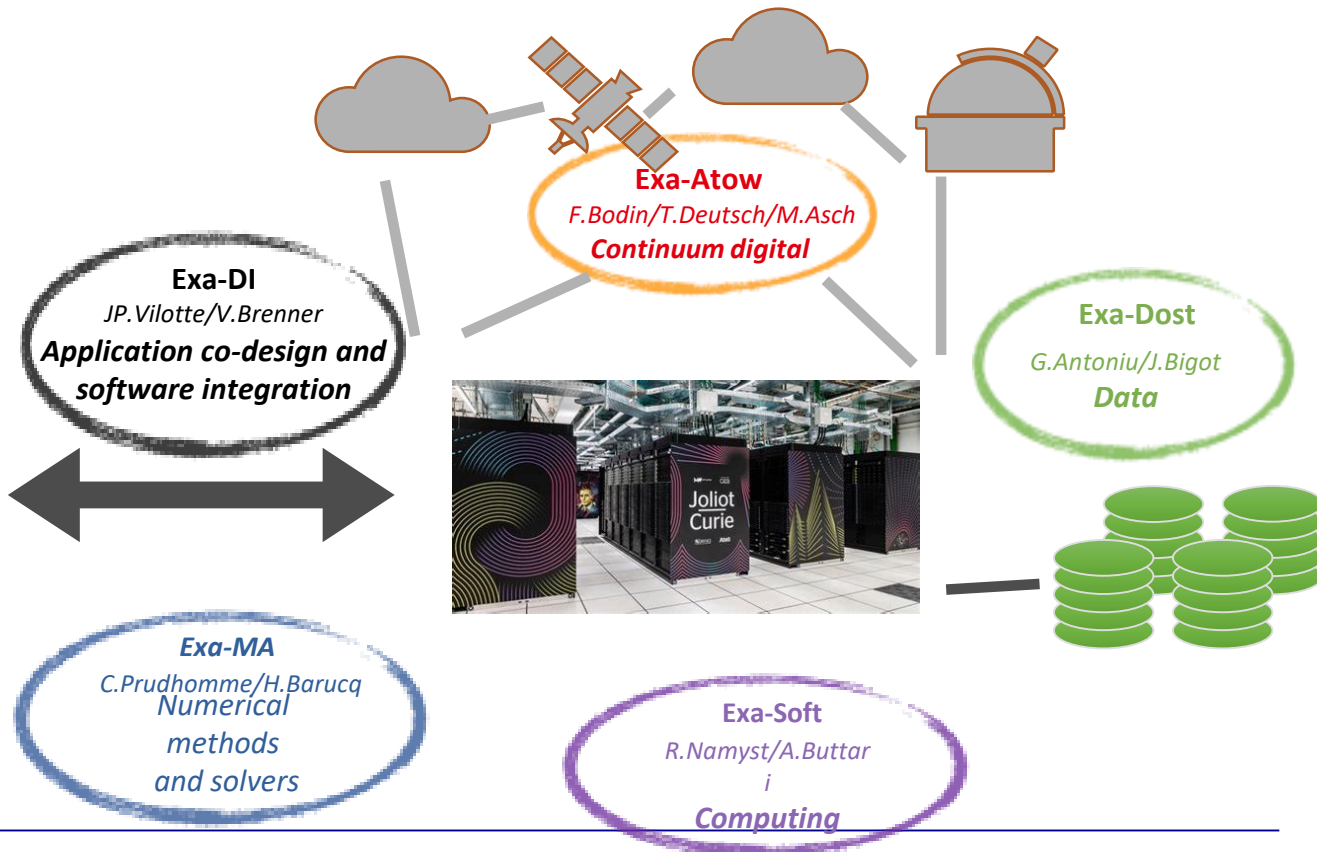 Exa-Atow
F.Bodin/T.Deutsch/M.Asch
Continuum digital
Exa-DI
JP.Vilotte/V.Brenner
Application co-design and
software integration
Exa-Dost
G.Antoniu/J.Bigot
Data
Joliot
Curie
Exa-MA
C.Prudhomme/H.Barucq
Numerical
methods
and solvers
Exa-Soft
R.Namyst/A.Buttar
i
Computing